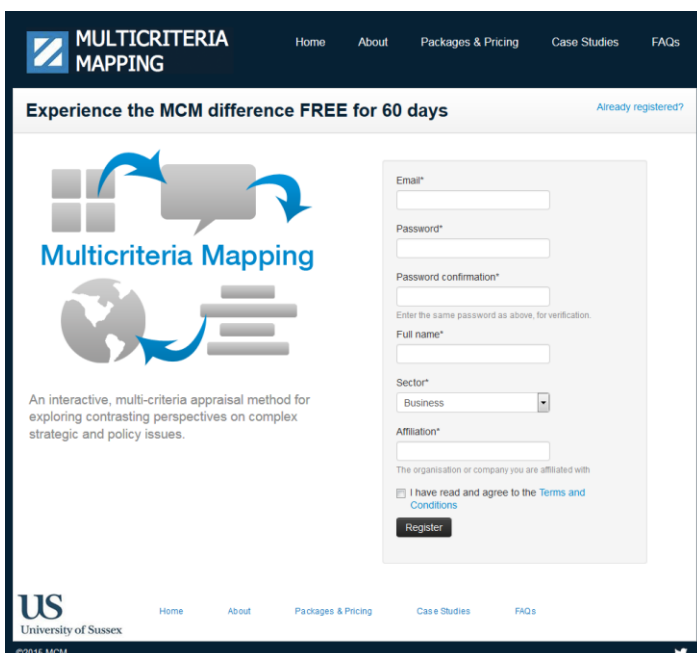 MULTICRITERIA
MAPPING
Home About Packages & Pricing Case Studies FAQs
Experience the MCM difference FREE for 60 days
Already registered?
Multicriteria Mapping
An interactive, multi-criteria appraisal method for
exploring contrasting perspectives on complex
strategic and policy issues.
Email*
Password*
Password confirmation*
Enter the same password as above, for verification.
Full name*
Sector*
Business
Affiliation*
The organisation or company you are affiliated with
I have read and agree to the Terms and
Conditions
Register
US
University of Sussex
Home About Packages & Pricing Case Studies FAQs
©2015 MCM